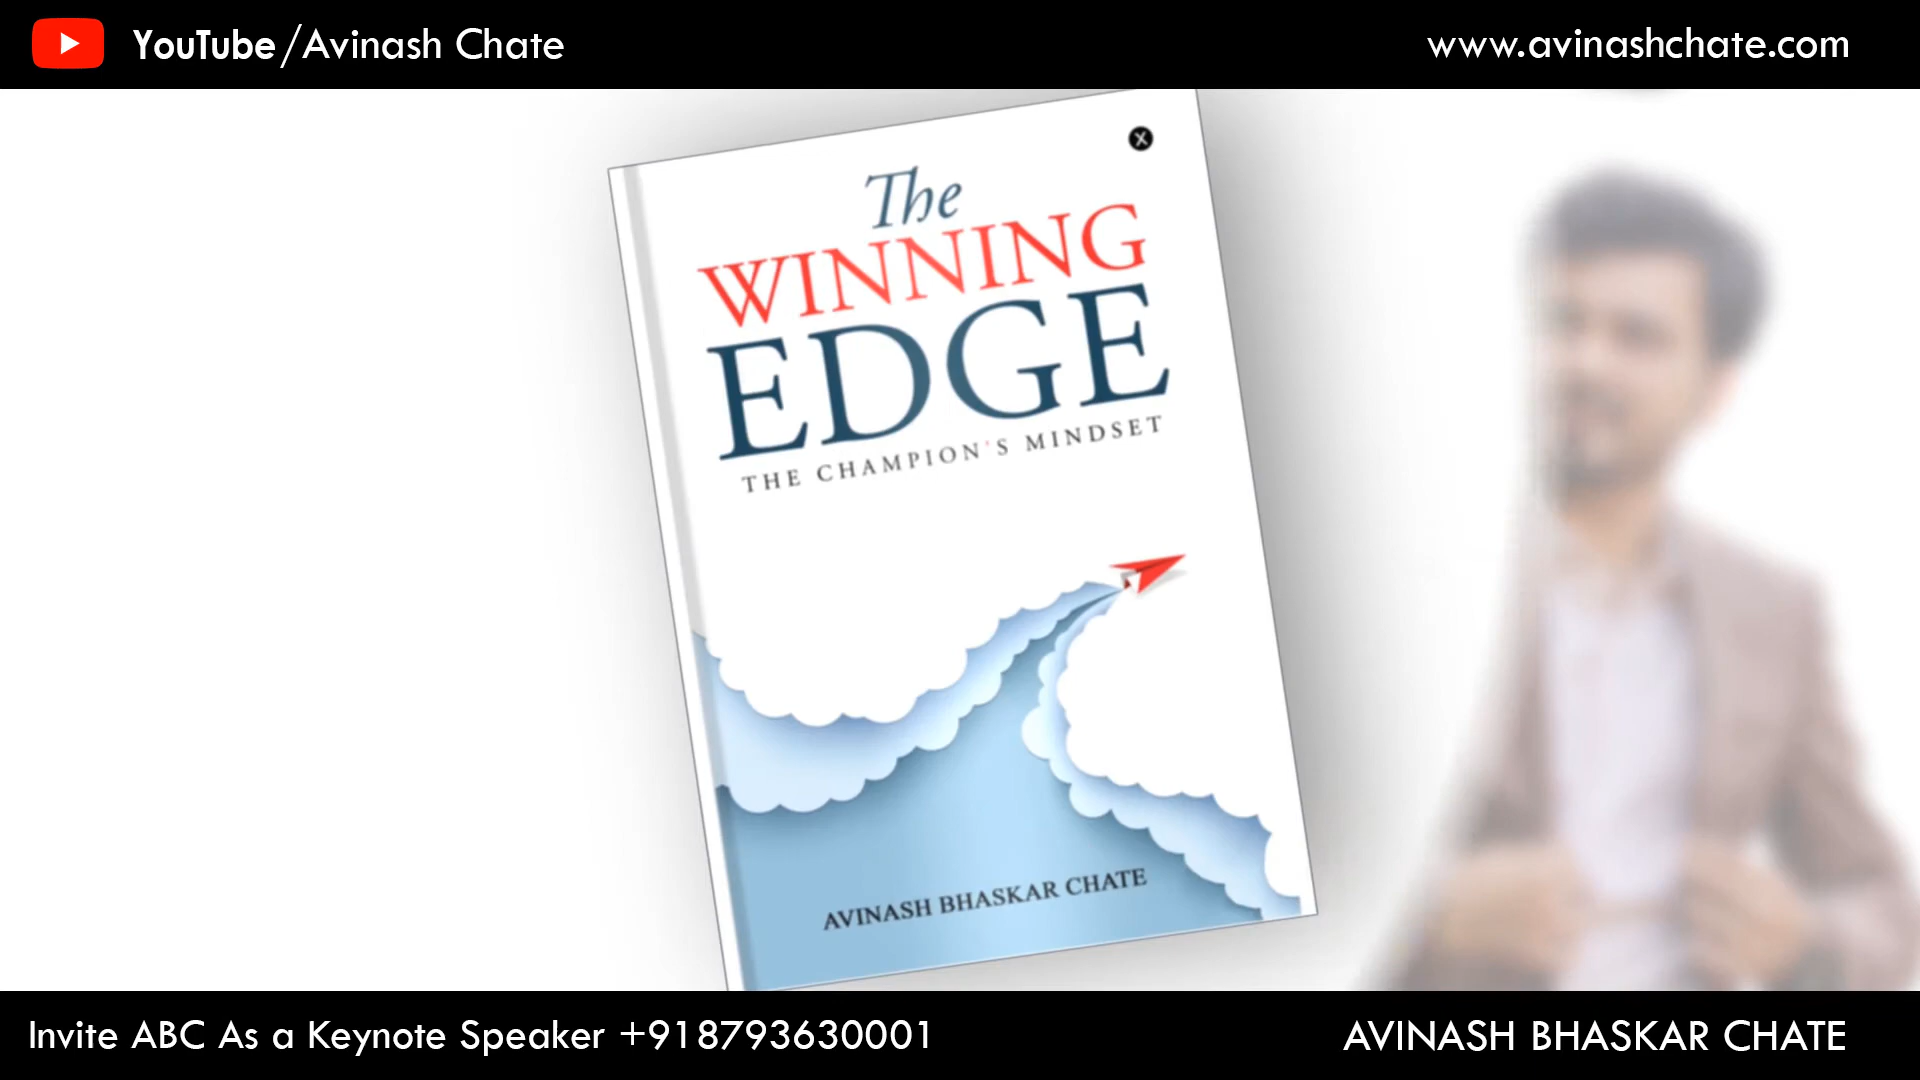 YouTube/Avinash Chate
www.avinashchate.com
The
WINNING
EDGE
THE CHAMPION'S MINDSET
AVINASH BHASKAR CHATE
Invite ABC As a Keynote Speaker +918793630001
AVINASH BHASKAR CHATE